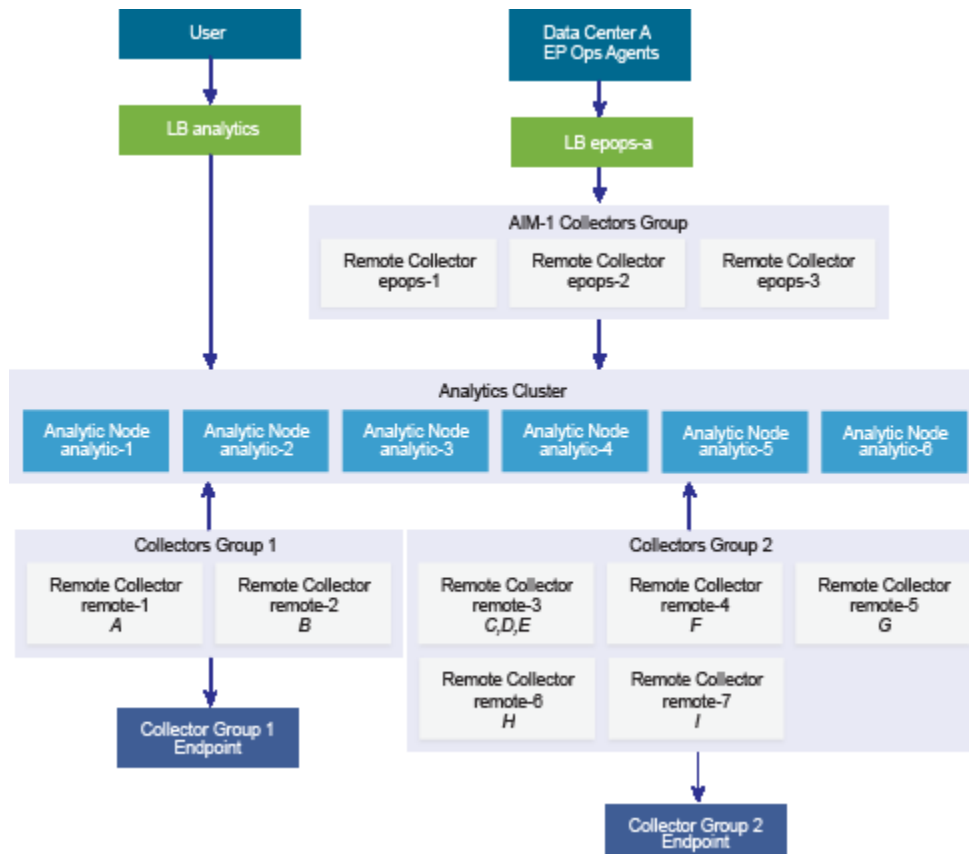 User
Data Center A
EP Ops Agents
LB analytics
LB epops-a
AIM-1 Collectors Group
Remote Collector
epops-1
Remote Collector
epops-2
Remote Collector
epops-3
Analytics Cluster
Analytic Node
analytic-1
Analytic Node
analytic-2
Analytic Node
analytic-3
Analytic Node
analytic-4
Analytic Node
analytic-5
Analytic Node
analytic-6
Collectors Group 1
Remote Collector
remote-1
A
Remote Collector
remote-2
B
Collector Group 1
Endpoint
Collectors Group 2
Remote Collector
remote-3
C,D,E
Remote Collector
remote-4
F
Remote Collector
remote-5
G
Remote Collector
remote-6
H
Remote Collector
remote-7
I
Collector Group 2
Endpoint